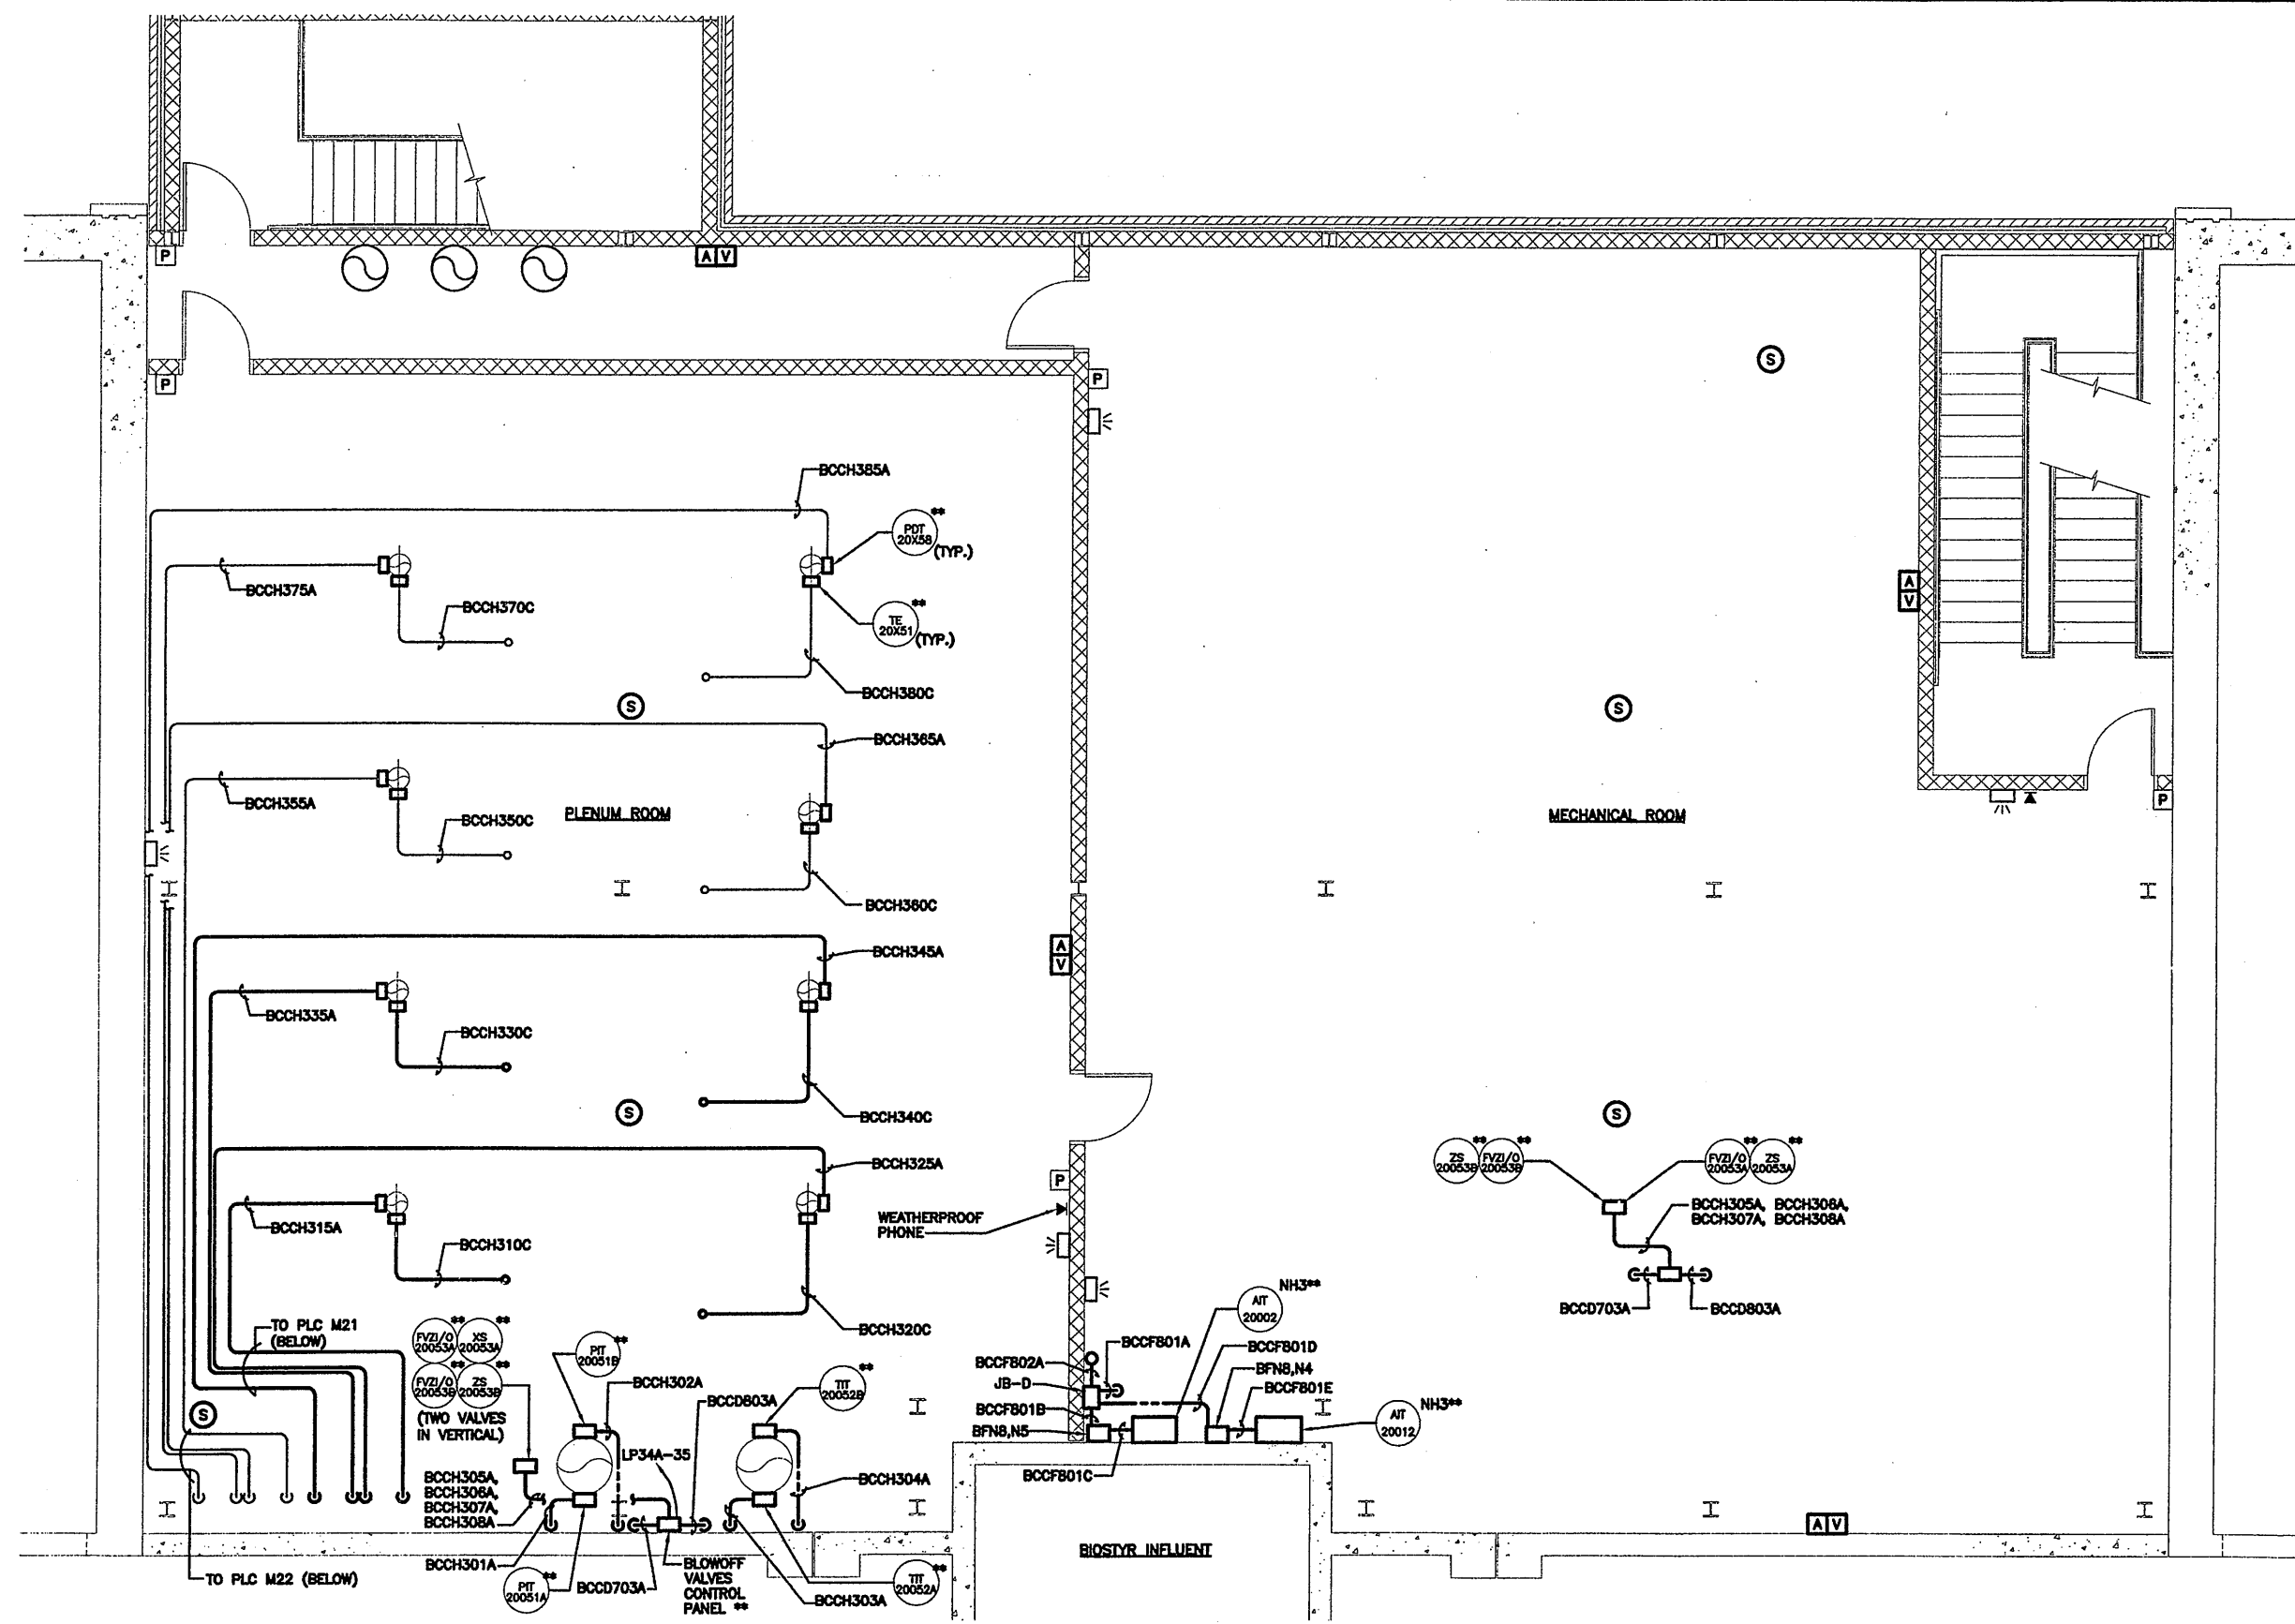 P
A V
P
P
S
BCCH385A
**
PDT
20X58
(TYP.)
BCCH375A
BCCH370C
**
TE
20X51
(TYP.)
A
V
BCCH380C
S
S
BCCH365A
BCCH355A
BCCH350C
PLENUM ROOM
MECHANICAL ROOM
P
BCCH360C
A
V
BCCH345A
BCCH335A
BCCH330C
S
S
BCCH340C
BCCH325A
**
ZS
20053B
**
FVZI/O
20053B
**
FVZI/O
20053A
**
ZS
20053A
P
BCCH315A
WEATHERPROOF
PHONE
BCCH305A, BCCH306A,
BCCH307A, BCCH308A
BCCH310C
BCCD703A
BCCD803A
NH3**
AIT
20002
TO PLC M21
(BELOW)
BCCH320C
**
FVZI/O
20053A
**
XS
20053A
**
PIT
20051B
BCCF801A
BCCF801D
BCCF802A
BFN8,N4
JB-D
BCCF801E
**
FVZI/O
20053B
**
ZS
20053B
BCCH302A
**
TIT
20052B
BCCD803A
BCCF801B
NH3**
AIT
20012
S
(TWO VALVES
IN VERTICAL)
BFN8,N5
LP34A-35
BCCF801C
BCCH305A,
BCCH306A,
BCCH307A,
BCCH308A
BCCH304A
A V
BCCH301A
BLOWOFF
VALVES
CONTROL
PANEL **
BIOSTYR INFLUENT
TO PLC M22 (BELOW)
**
PIT
20051A
BCCD703A
BCCH303A
**
TIT
20052A